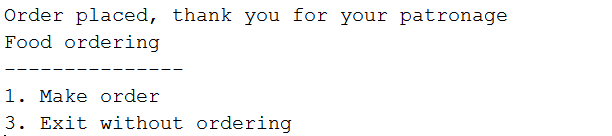 Order placed, thank you for your patronage
Food ordering
---------------
1. Make order
3. Exit without ordering